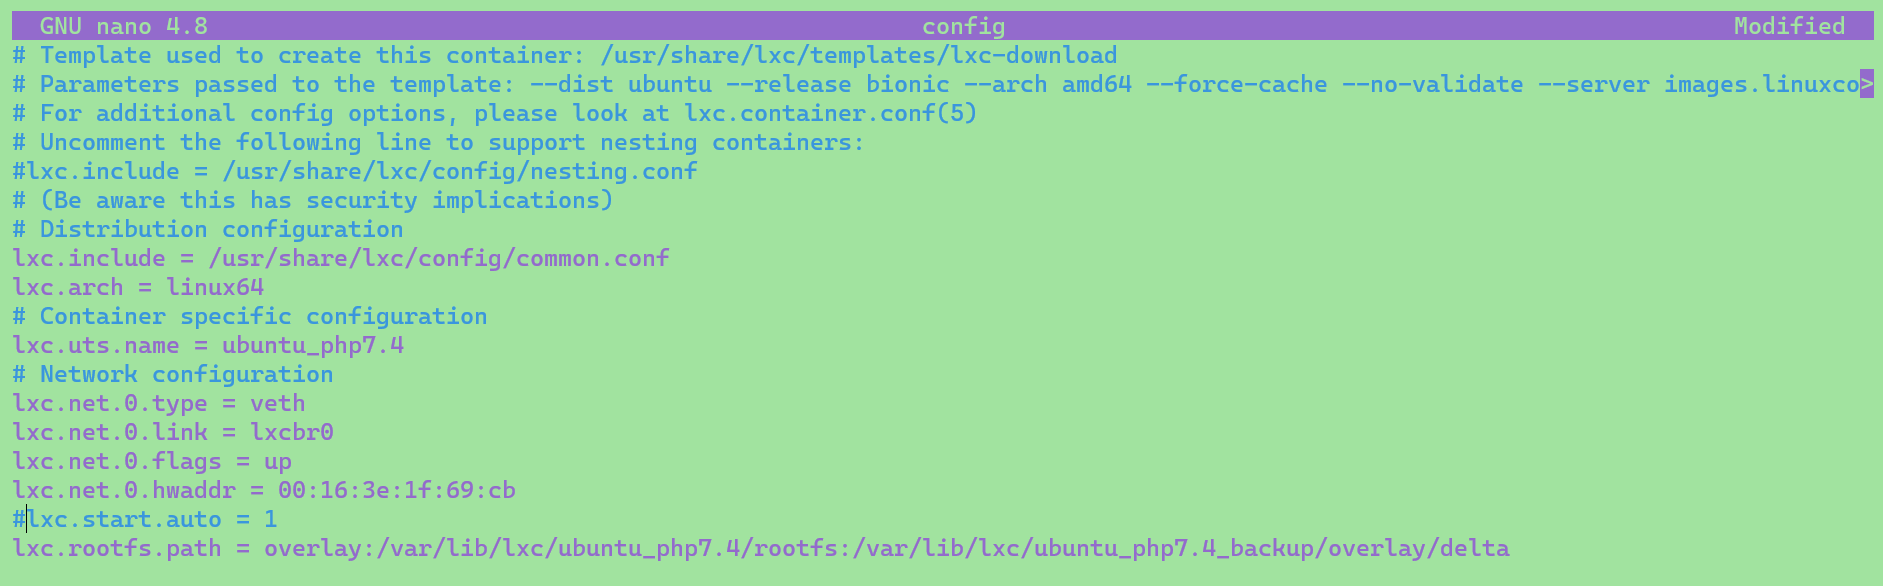 GNU nano 4.8 config Modified
# Template used to create this container: /usr/share/lxc/templates/lxc-download
# Parameters passed to the template: --dist ubuntu --release bionic --arch amd64 --force-cache --no-validate --server images.linuxco>
# For additional config options, please look at lxc.container.conf(5)
# Uncomment the following line to support nesting containers:
#lxc.include = /usr/share/lxc/config/nesting.conf
# (Be aware this has security implications)
# Distribution configuration
lxc.include = /usr/share/lxc/config/common.conf
lxc.arch = linux64
# Container specific configuration
lxc.uts.name = ubuntu_php7.4
# Network configuration
lxc.net.0.type = veth
lxc.net.0.link = lxcbr0
lxc.net.0.flags = up
lxc.net.0.hwaddr = 00:16:3e:1f:69:cb
#lxc.start.auto = 1
lxc.rootfs.path = overlay:/var/lib/lxc/ubuntu_php7.4/rootfs:/var/lib/lxc/ubuntu_php7.4_backup/overlay/delta